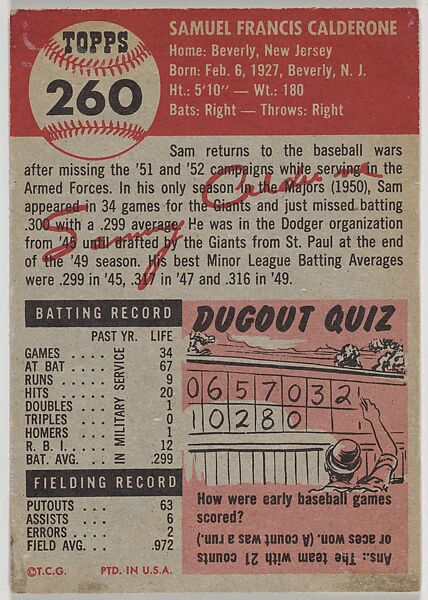 TOPPS
260
SAMUEL FRANCIS CALDERONE
Home: Beverly, New Jersey
Born: Feb. 6, 1927, Beverly, N. J.
Ht.: 5'10" — Wt.: 180
Bats: Right — Throws: Right
Sam returns to the baseball wars
after missing the '51 and '52 campaigns while serving in the
Armed Forces. In his only season in the Majors (1950), Sam
appeared in 34 games for the Giants and just missed batting
.300 with a .299 average. He was in the Dodger organization
from '45 until drafted by the Giants from St. Paul at the end
of the '49 season. His best Minor League Batting Averages
were .299 in '45, .317 in '47 and .316 in '49.
Sammy Calderone
BATTING RECORD
PAST YR. LIFE
GAMES . . . . 34
AT BAT . . . . 67
RUNS . . . . 9
HITS . . . . 20
DOUBLES . . . . 1
TRIPLES . . . . 0
HOMERS . . . . 1
R. B. I. . . . . 12
BAT. AVG. . . . .299
IN MILITARY SERVICE
FIELDING RECORD
PUTOUTS . . . . 63
ASSISTS . . . . 6
ERRORS . . . . 2
FIELD AVG. . . . .972
©T.C.G. PTD. IN U.S.A.
DUGOUT QUIZ
0657032
10280
How were early baseball games
scored?
Ans.: The team with 21 counts
or aces won. (A count was a run.)